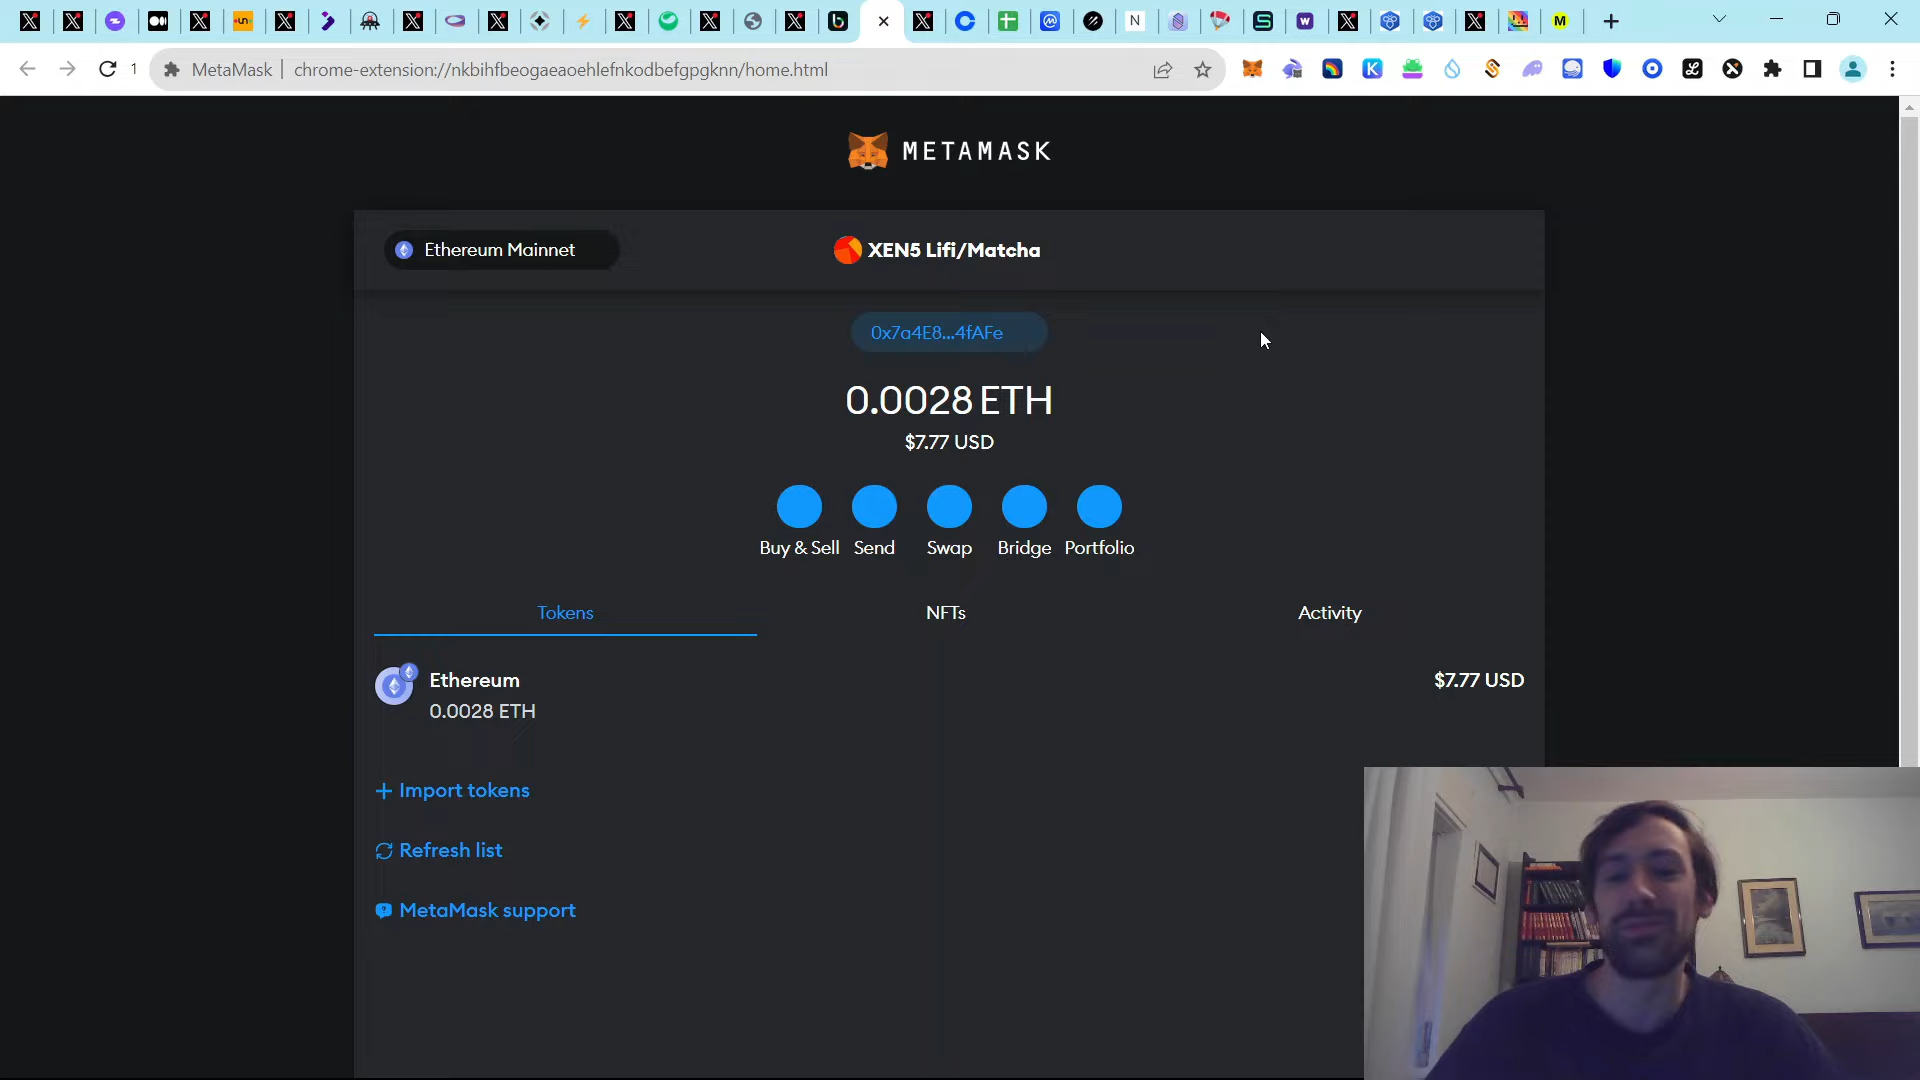 1
MetaMask
chrome-extension://nkbihfbeogaeaoehlefnkodbefgpgknn/home.html
METAMASK
Ethereum Mainnet
XEN5 Lifi/Matcha
0x7a4E8...4fAFe
0.0028 ETH
$7.77 USD
Buy & Sell
Send
Swap
Bridge
Portfolio
Tokens
NFTs
Activity
Ethereum
$7.77 USD
0.0028 ETH
+ Import tokens
Refresh list
MetaMask support